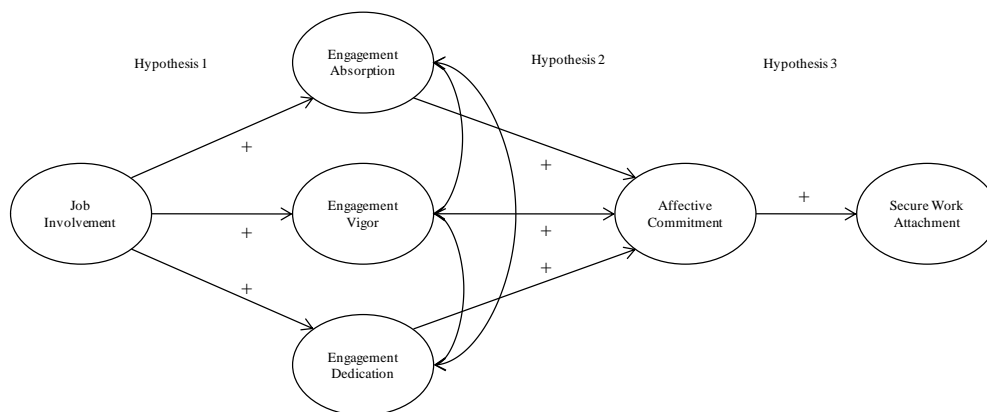 Hypothesis 1
Engagement
Absorption
Hypothesis 2
Hypothesis 3
+
+
+
Job
Involvement
Engagement
Vigor
Affective
Commitment
Secure Work
Attachment
+
+
+
+
Engagement
Dedication